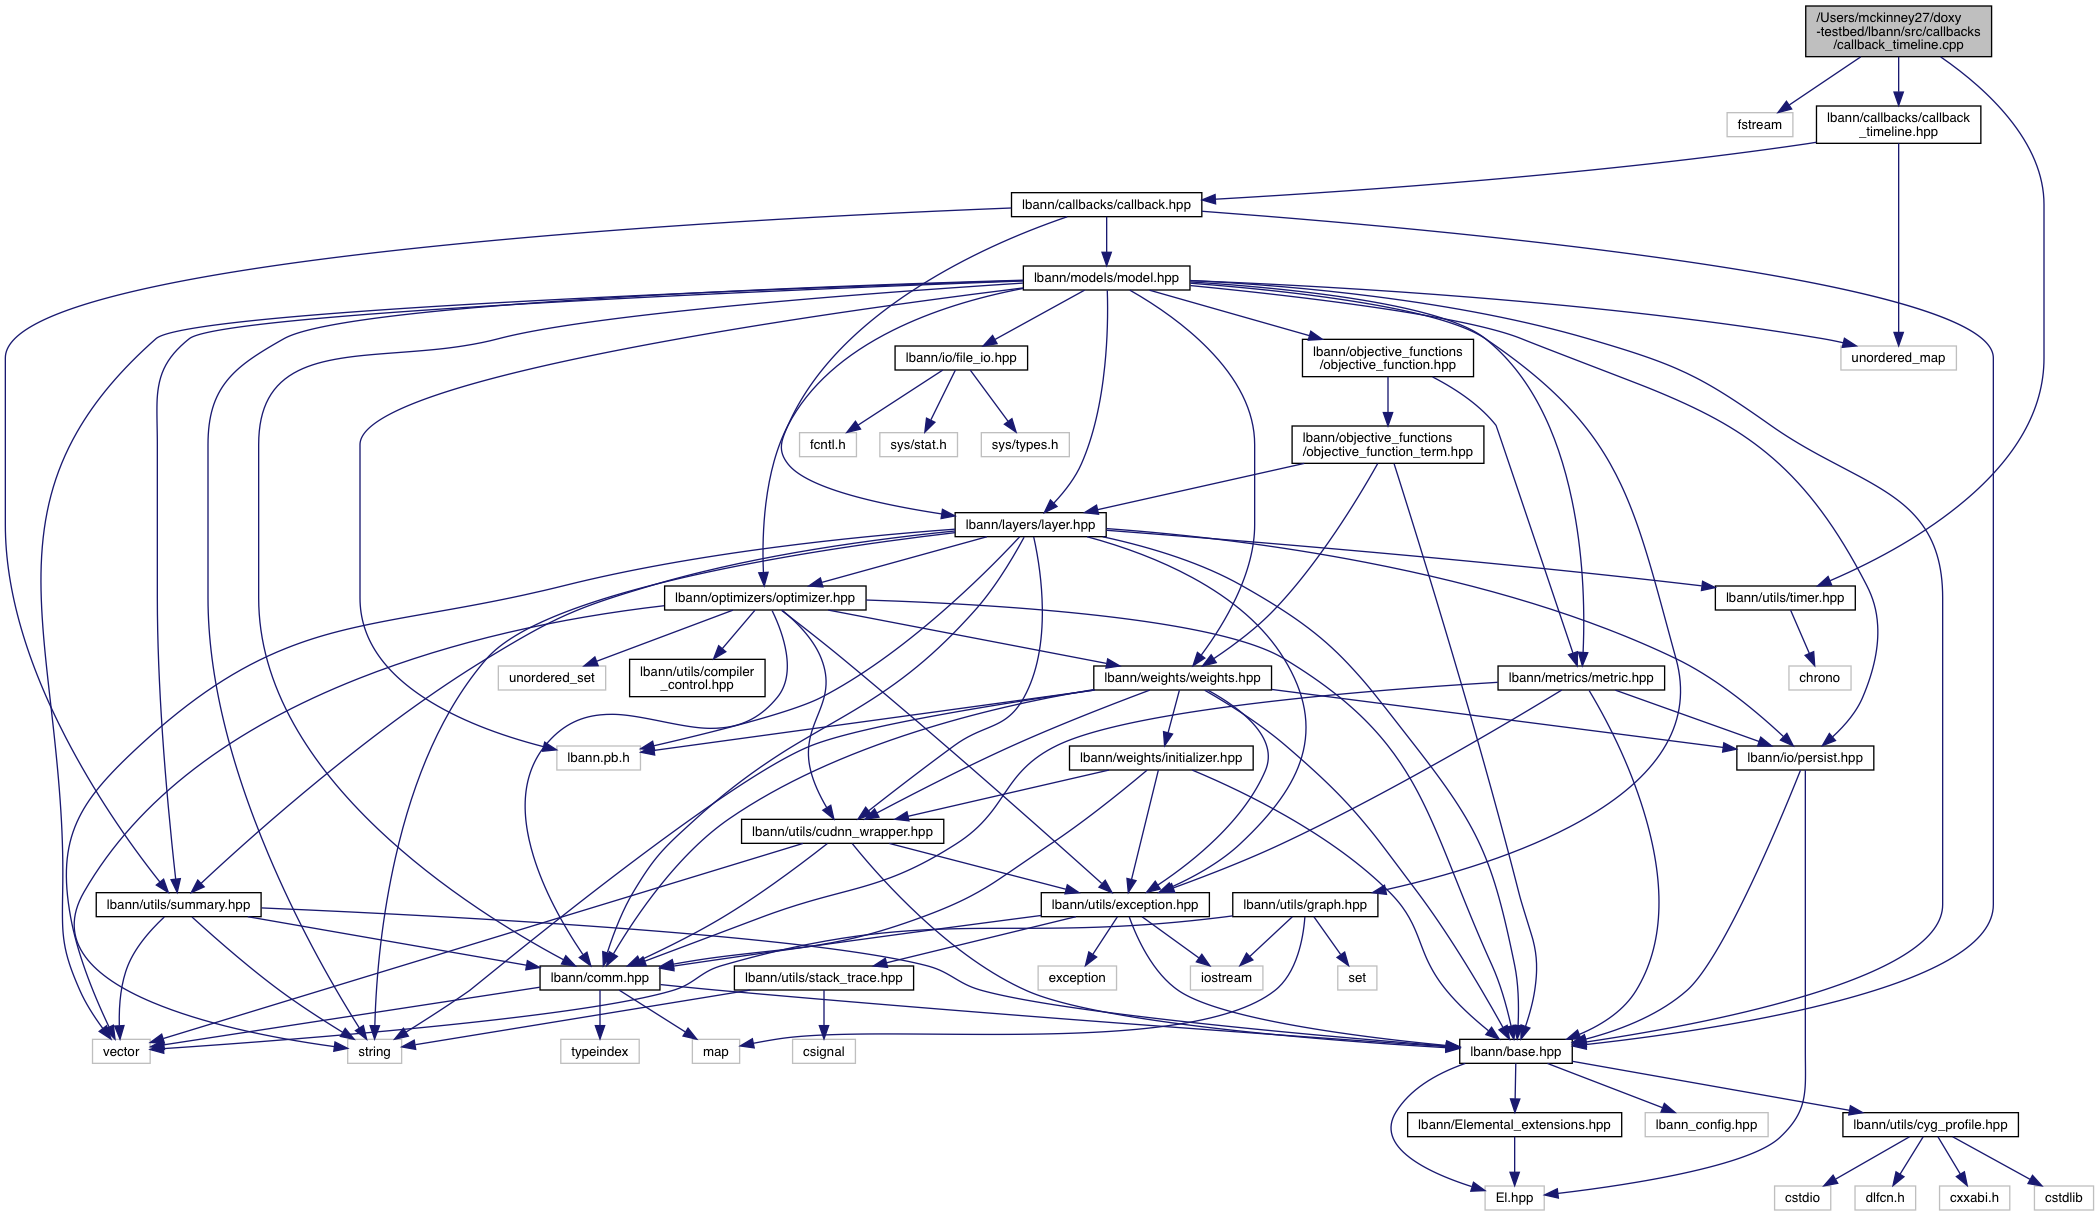 /Users/mckinney27/doxy
-testbed/lbann/src/callbacks
/callback_timeline.cpp
fstream
lbann/callbacks/callback
_timeline.hpp
lbann/callbacks/callback.hpp
lbann/models/model.hpp
lbann/io/file_io.hpp
lbann/objective_functions
/objective_function.hpp
unordered_map
fcntl.h
sys/stat.h
sys/types.h
lbann/objective_functions
/objective_function_term.hpp
lbann/layers/layer.hpp
lbann/optimizers/optimizer.hpp
lbann/utils/timer.hpp
unordered_set
lbann/utils/compiler
_control.hpp
lbann/weights/weights.hpp
lbann/metrics/metric.hpp
chrono
lbann.pb.h
lbann/weights/initializer.hpp
lbann/io/persist.hpp
lbann/utils/cudnn_wrapper.hpp
lbann/utils/summary.hpp
lbann/utils/exception.hpp
lbann/utils/graph.hpp
lbann/comm.hpp
lbann/utils/stack_trace.hpp
exception
iostream
set
vector
string
typeindex
map
csignal
lbann/base.hpp
lbann/Elemental_extensions.hpp
lbann_config.hpp
lbann/utils/cyg_profile.hpp
El.hpp
cstdio
dlfcn.h
cxxabi.h
cstdlib